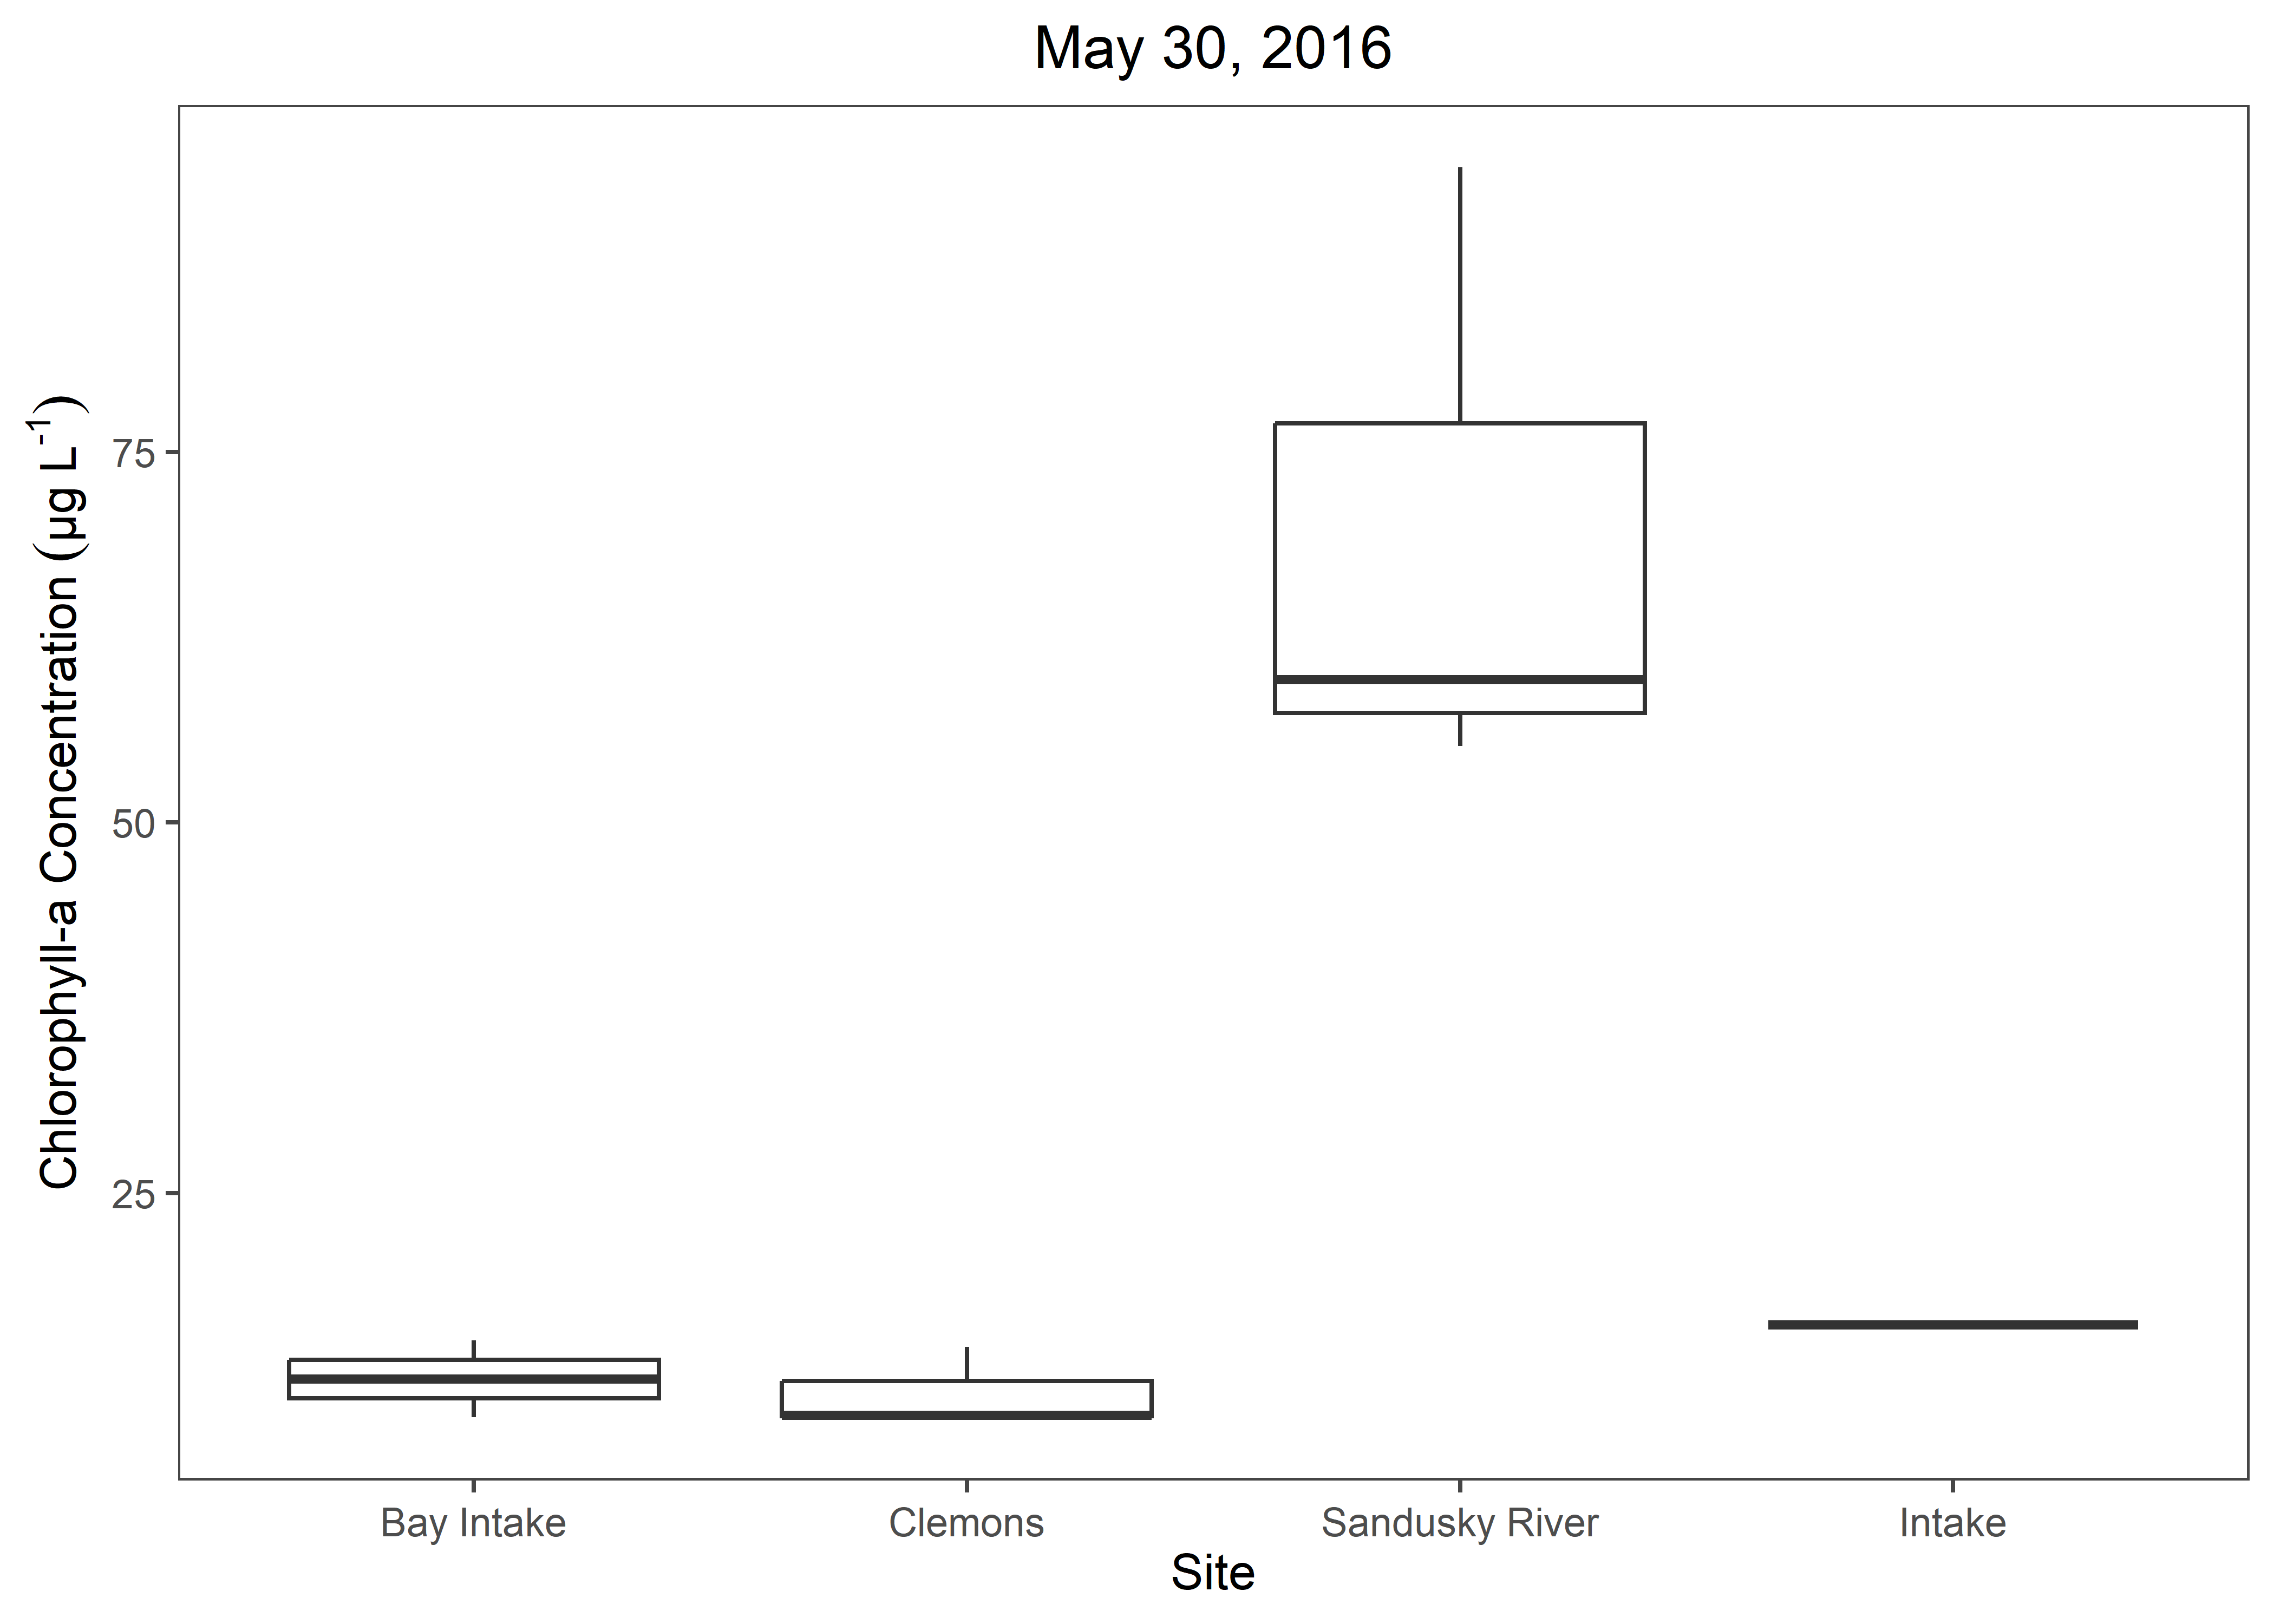 May 30, 2016
Chlorophyll-a Concentration (µg L⁻¹)
75
50
25
Bay Intake
Clemons
Sandusky River
Intake
Site